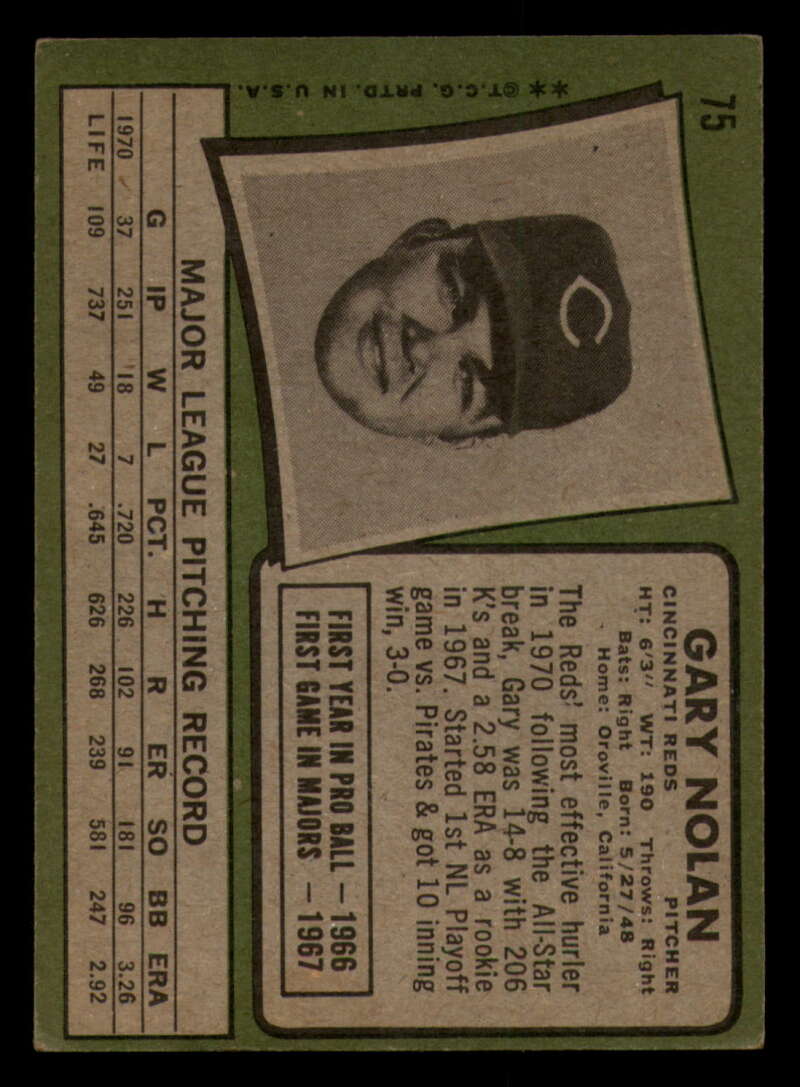 75
**©T.C.G. PRTD. IN U.S.A.
C
GARY NOLAN
CINCINNATI REDS PITCHER
HT: 6'3" WT: 190 Throws: Right
Bats: Right Born: 5/27/48
Home: Oroville, California
The Reds' most effective hurler
in 1970 following the All-Star
break, Gary was 14-8 with 206
K's and a 2.58 ERA as a rookie
in 1967. Started 1st NL Playoff
game vs. Pirates & got 10 inning
win, 3-0.
FIRST YEAR IN PRO BALL — 1966
FIRST GAME IN MAJORS — 1967
MAJOR LEAGUE PITCHING RECORD
G IP W L PCT. H R ER SO BB ERA
1970 37 251 18 7 .720 226 102 91 181 96 3.26
LIFE 109 737 49 27 .645 626 268 239 581 247 2.92